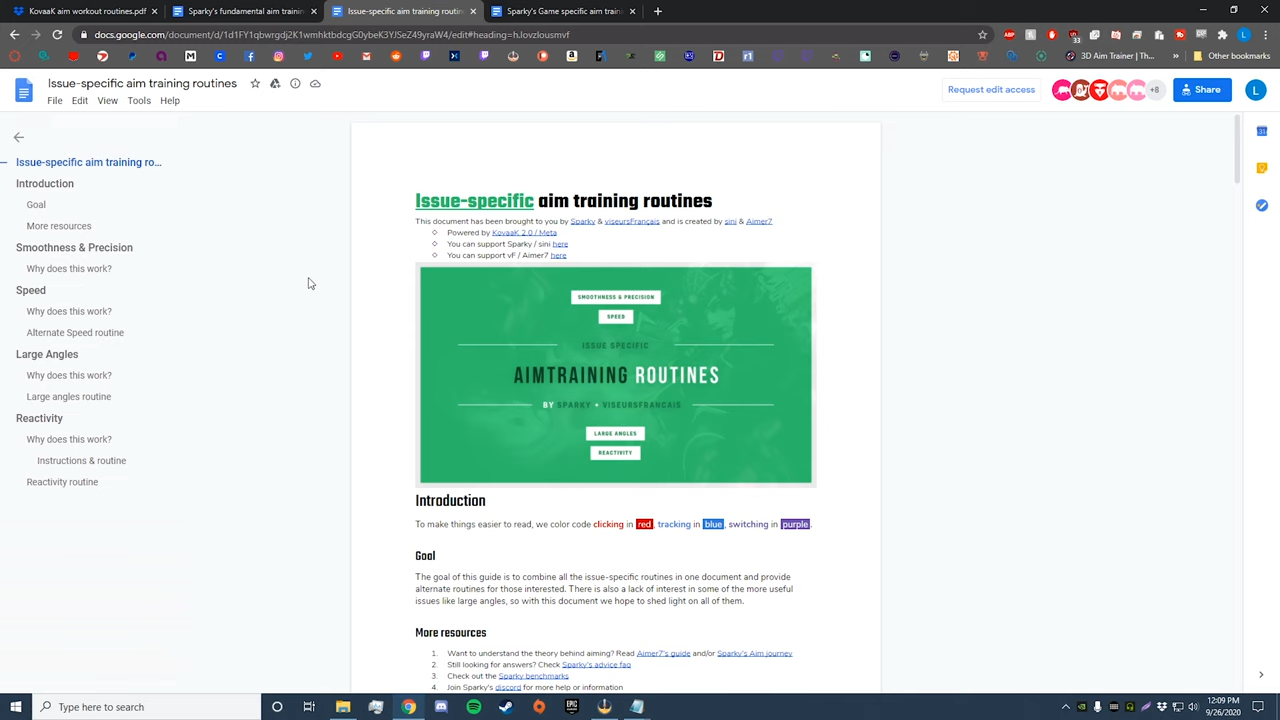 KovaaK aim workout routines.pdf
Sparky's fundamental aim trainin
Issue-specific aim training routin
Sparky's Game specific aim traini
docs.google.com/document/d/1d1FY1qbwrgdj2K1wmhktbdcgG0ybeK3YJSeZ49yraW4/edit#heading=h.lovzlousmvf
3D Aim Trainer | Th...
Other bookmarks
Issue-specific aim training routines
File Edit View Tools Help
Request edit access
+8
Share
L
Issue-specific aim training ro...
Introduction
Goal
More resources
Smoothness & Precision
Why does this work?
Speed
Why does this work?
Alternate Speed routine
Large Angles
Why does this work?
Large angles routine
Reactivity
Why does this work?
Instructions & routine
Reactivity routine
Issue-specific aim training routines
This document has been brought to you by Sparky & viseursFrançais and is created by sini & Aimer7
Powered by KovaaK 2.0 / Meta
You can support Sparky / sini here
You can support vF / Aimer7 here
SMOOTHNESS & PRECISION
SPEED
ISSUE SPECIFIC
AIMTRAINING ROUTINES
BY SPARKY + VISEURSFRANCAIS
LARGE ANGLES
REACTIVITY
Introduction
To make things easier to read, we color code clicking in red, tracking in blue, switching in purple.
Goal
The goal of this guide is to combine all the issue-specific routines in one document and provide
alternate routines for those interested. There is also a lack of interest in some of the more useful
issues like large angles, so with this document we hope to shed light on all of them.
More resources
1. Want to understand the theory behind aiming? Read Aimer7's guide and/or Sparky's Aim journey
2. Still looking for answers? Check Sparky's advice faq
3. Check out the Sparky benchmarks
4. Join Sparky's discord for more help or information
Type here to search
12:09 PM
9/26/2020